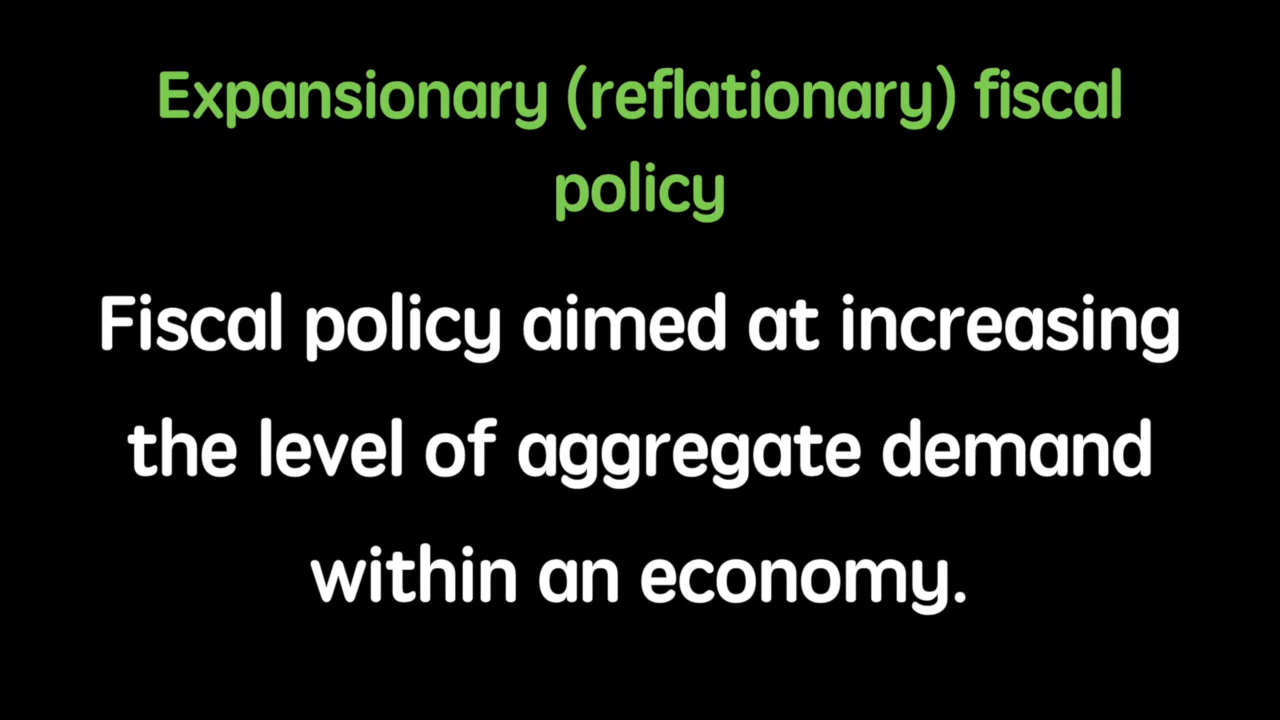 Expansionary (reflationary) fiscal
policy
Fiscal policy aimed at increasing
the level of aggregate demand
within an economy.